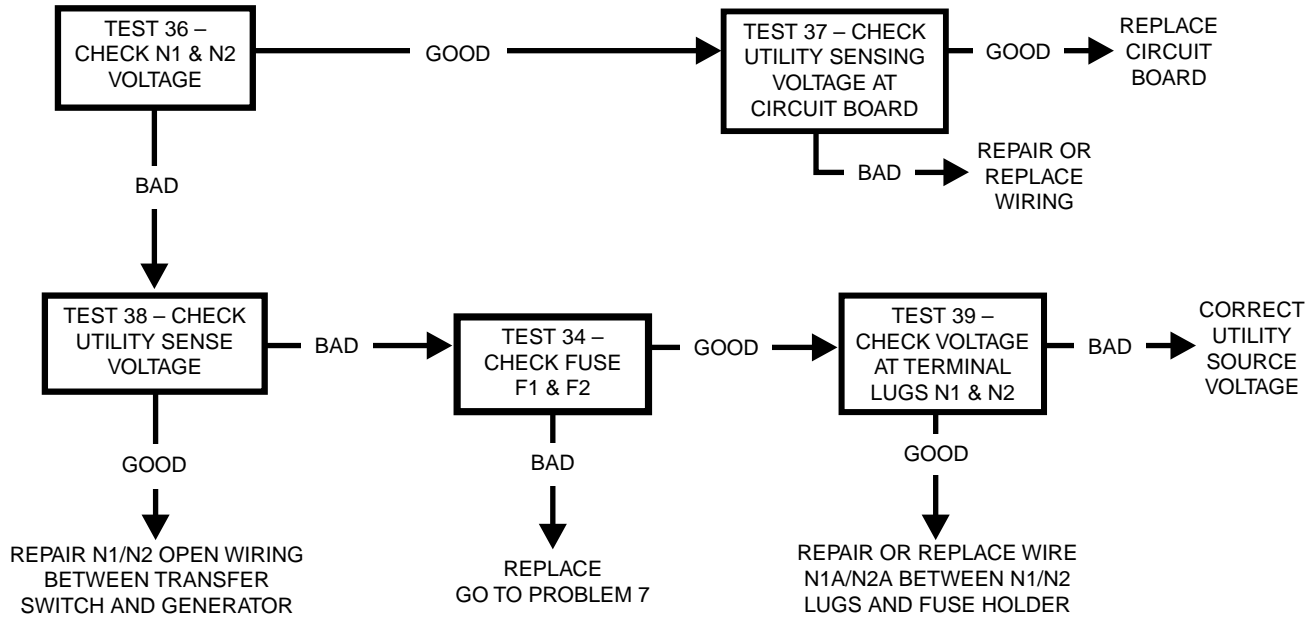 TEST 36 –
CHECK N1 & N2
VOLTAGE
GOOD
TEST 37 – CHECK
UTILITY SENSING
VOLTAGE AT
CIRCUIT BOARD
GOOD
REPLACE
CIRCUIT
BOARD
BAD
REPAIR OR
REPLACE
WIRING
BAD
TEST 38 – CHECK
UTILITY SENSE
VOLTAGE
BAD
TEST 34 –
CHECK FUSE
F1 & F2
GOOD
TEST 39 –
CHECK VOLTAGE
AT TERMINAL
LUGS N1 & N2
BAD
CORRECT
UTILITY
SOURCE
VOLTAGE
GOOD
REPAIR N1/N2 OPEN WIRING
BETWEEN TRANSFER
SWITCH AND GENERATOR
BAD
REPLACE
GO TO PROBLEM 7
GOOD
REPAIR OR REPLACE WIRE
N1A/N2A BETWEEN N1/N2
LUGS AND FUSE HOLDER